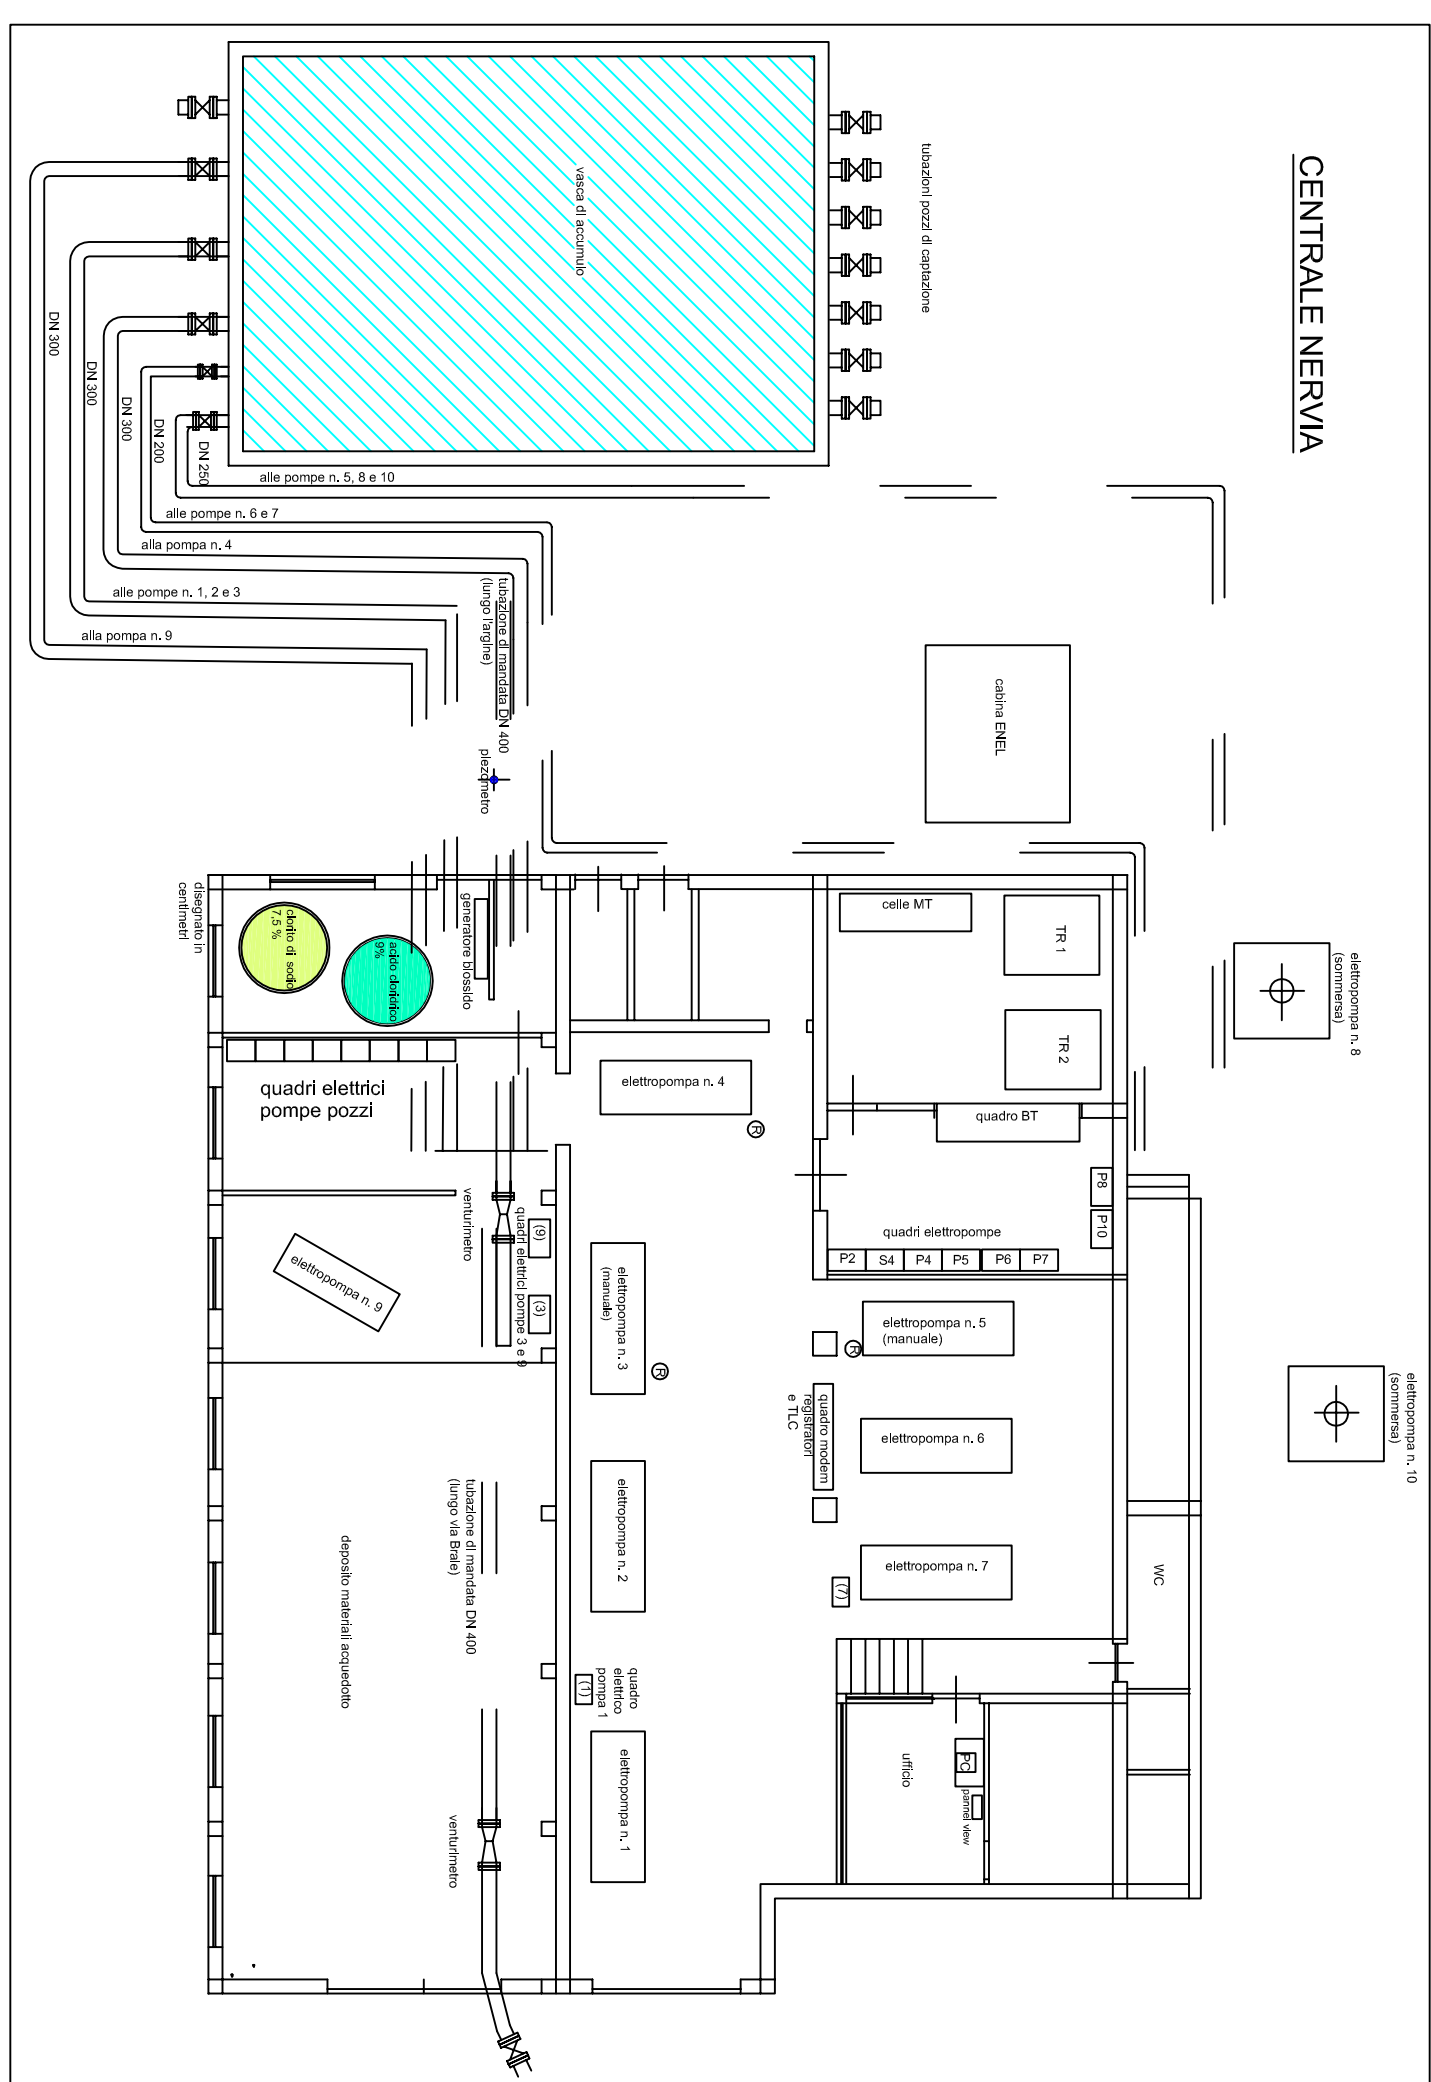 CENTRALE NERVIA
tubazioni pozzi di captazione
vasca di accumulo
DN 300
DN 300
DN 300
DN 200
DN 250
alle pompe n. 5, 8 e 10
alle pompe n. 6 e 7
alla pompa n. 4
alle pompe n. 1, 2 e 3
alla pompa n. 9
tubazione di mandata DN 400
(lungo l'argine)
piezometro
cabina ENEL
disegnato in
centimetri
clorito di sodio
7,5 %
acido cloridrico
9%
generatore biossido
celle MT
TR 1
TR 2
elettropompa n. 8
(sommersa)
quadri elettrici
pompe pozzi
elettropompa n. 4
R
quadro BT
P8
P10
quadri elettropompe
P2
S4
P4
P5
P6
P7
venturimetro
quadri elettrici pompe 3 e 9
(9)
(3)
elettropompa n. 9
elettropompa n. 3
(manuale)
R
elettropompa n. 5
(manuale)
R
quadro modem
registratori
e TLC
elettropompa n. 6
elettropompa n. 10
(sommersa)
elettropompa n. 2
elettropompa n. 7
(7)
WC
tubazione di mandata DN 400
(lungo via Braie)
deposito materiali acquedotto
quadro
elettrico
pompa 1
(1)
elettropompa n. 1
ufficio
PC
pannel view
venturimetro